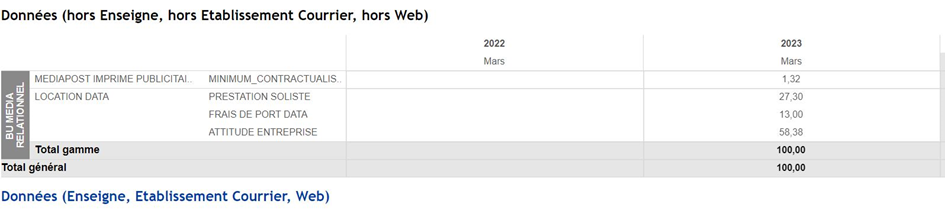 Données (hors Enseigne, hors Etablissement Courrier, hors Web)
2022 2023
Mars Mars
BU MEDIA RELATIONNEL
MEDIAPOST IMPRIME PUBLICITAI.. MINIMUM_CONTRACTUALIS.. 1,32
LOCATION DATA PRESTATION SOLISTE 27,30
FRAIS DE PORT DATA 13,00
ATTITUDE ENTREPRISE 58,38
Total gamme 100,00
Total général 100,00
Données (Enseigne, Etablissement Courrier, Web)